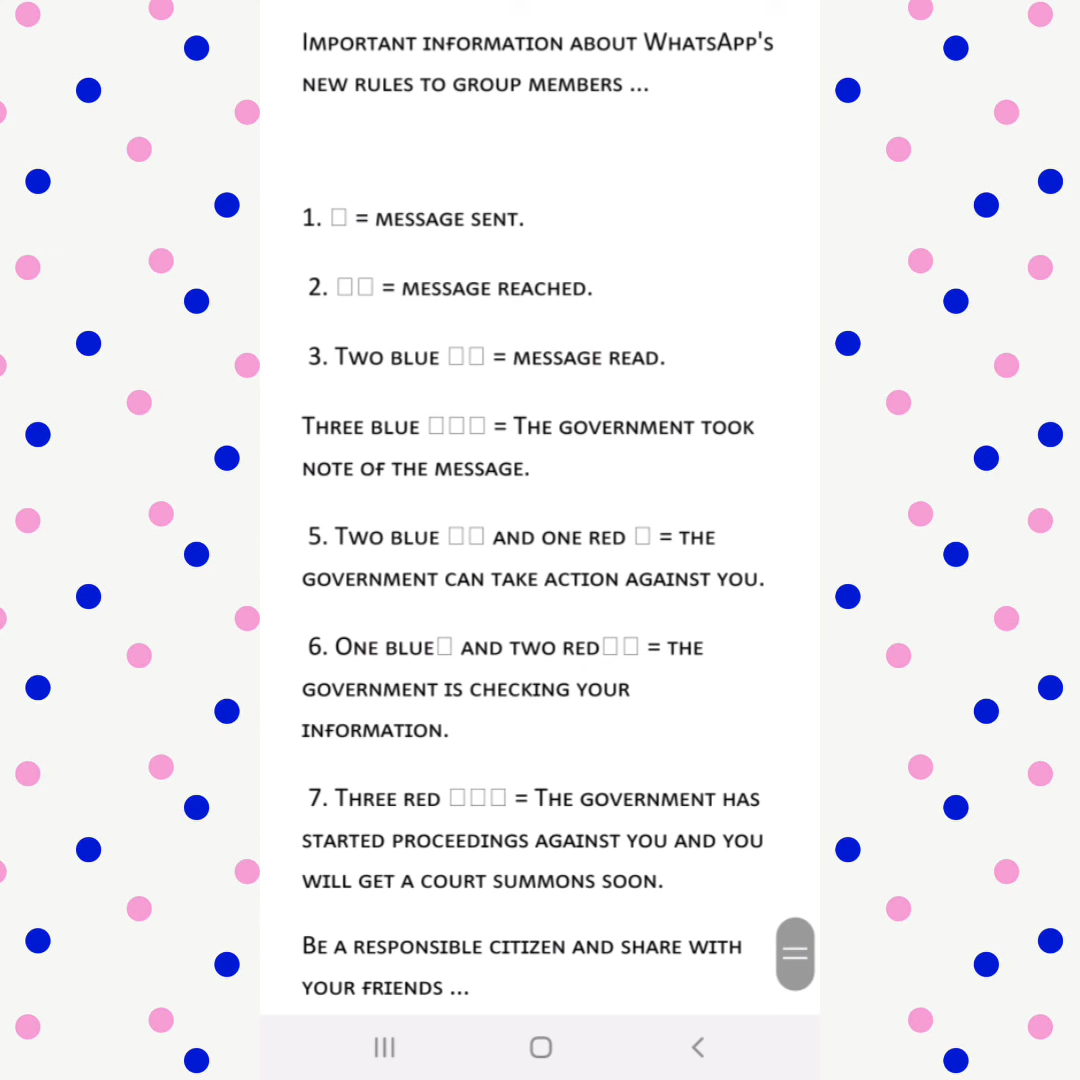 Important information about WhatsApp's
new rules to group members ...
1. □ = message sent.
2. □□ = message reached.
3. Two blue □□ = message read.
Three blue □□□ = The government took
note of the message.
5. Two blue □□ and one red □ = the
government can take action against you.
6. One blue□ and two red□□ = the
government is checking your
information.
7. Three red □□□ = The government has
started proceedings against you and you
will get a court summons soon.
Be a responsible citizen and share with
your friends ...